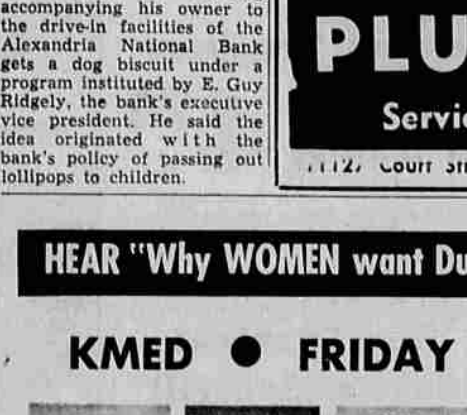 accompanying his owner to
the drive-in facilities of the
Alexandria National Bank
gets a dog biscuit under a
program instituted by E. Guy
Ridgely, the bank's executive
vice president. He said the
idea originated with the
bank's policy of passing out
lollipops to children.
PLU
Servic
Court
HEAR "Why WOMEN want Du
KMED ● FRIDAY